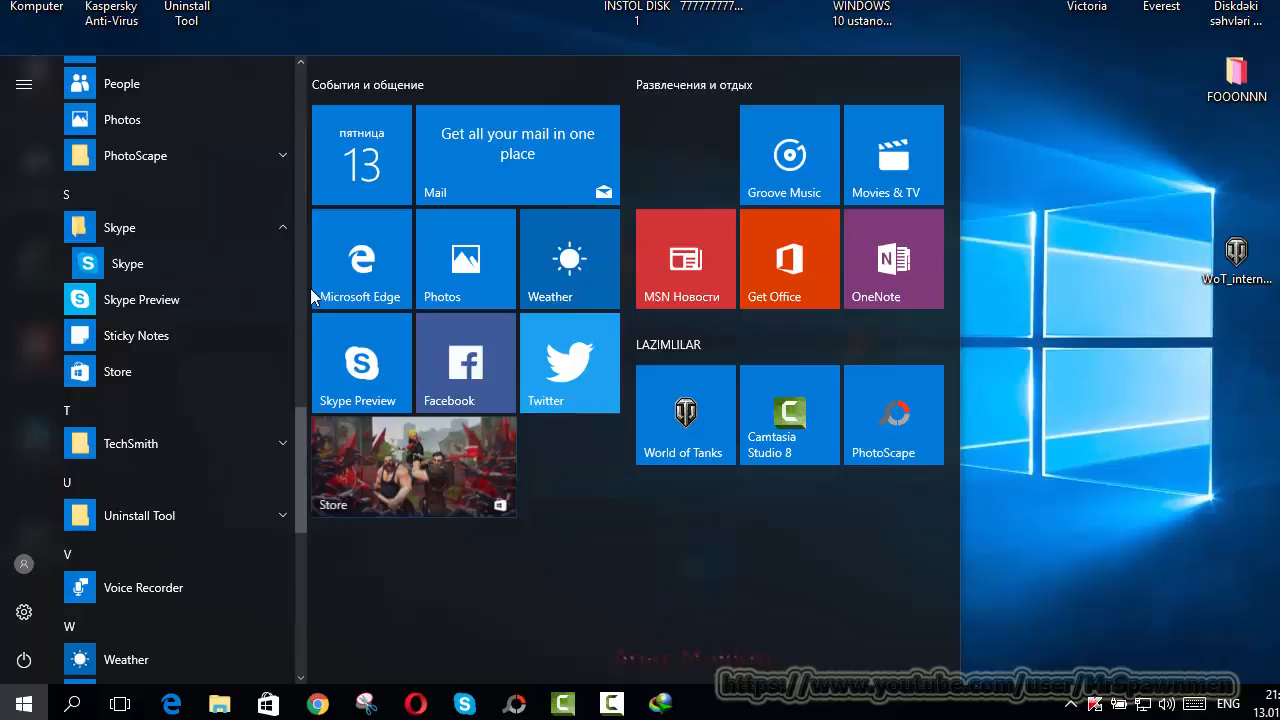 Komputer
Kaspersky
Anti-Virus
Uninstall
Tool
INSTOL DISK
1
777777777...
WINDOWS
10 ustano...
Victoria
Everest
Diskdəki
səhvləri ...
People
Photos
PhotoScape
S
Skype
Skype
Skype Preview
Sticky Notes
Store
T
TechSmith
U
Uninstall Tool
V
Voice Recorder
W
Weather
События и общение
пятница
13
Get all your mail in one
place
Mail
Microsoft Edge
Photos
Weather
Skype Preview
Facebook
Twitter
Store
Развлечения и отдых
Groove Music
Movies & TV
MSN Новости
Get Office
OneNote
LAZIMLILAR
World of Tanks
Camtasia
Studio 8
PhotoScape
FOOONNN
WoT_intern...
https://www.youtube.com/user/MrSpawnmen
ENG
21:
13.01